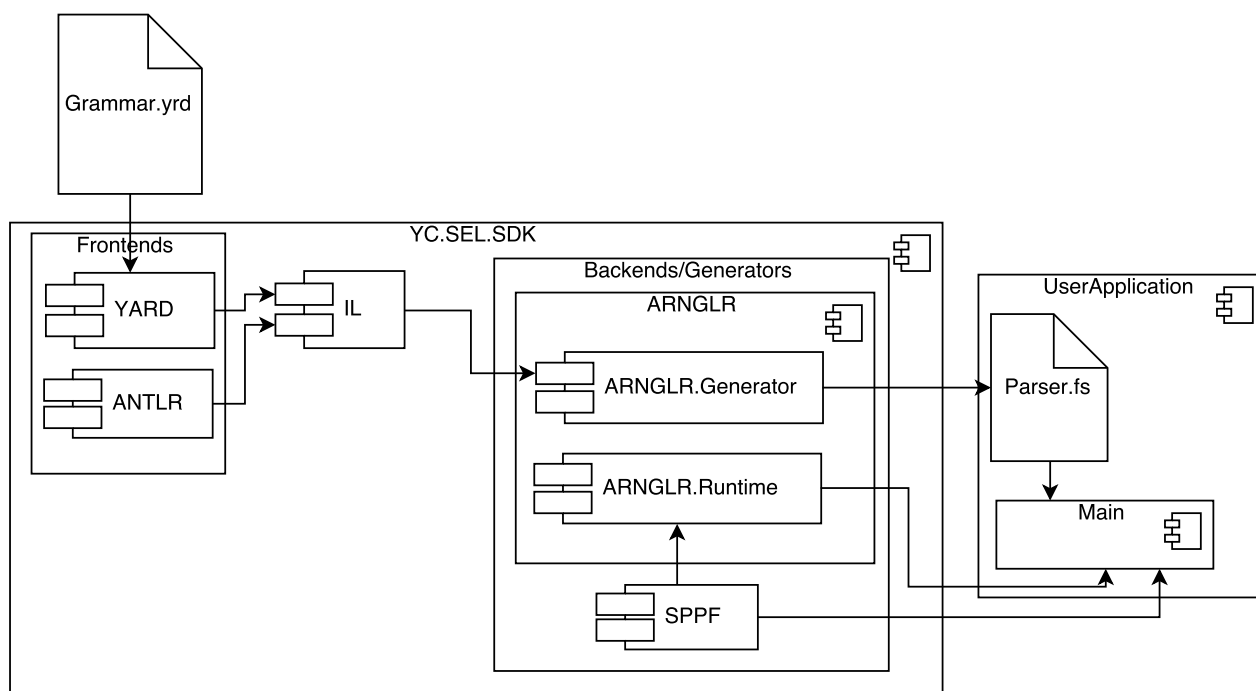 Grammar.yrd
YC.SEL.SDK
Frontends
YARD
ANTLR
IL
Backends/Generators
ARNGLR
ARNGLR.Generator
ARNGLR.Runtime
SPPF
UserApplication
Parser.fs
Main